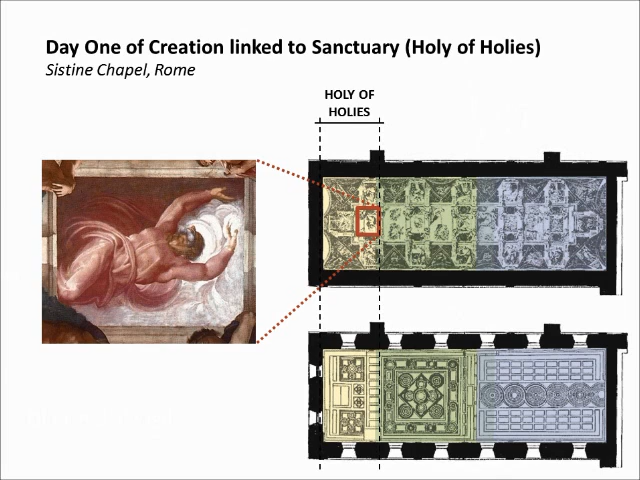 Day One of Creation linked to Sanctuary (Holy of Holies)
Sistine Chapel, Rome
HOLY OF
HOLIES